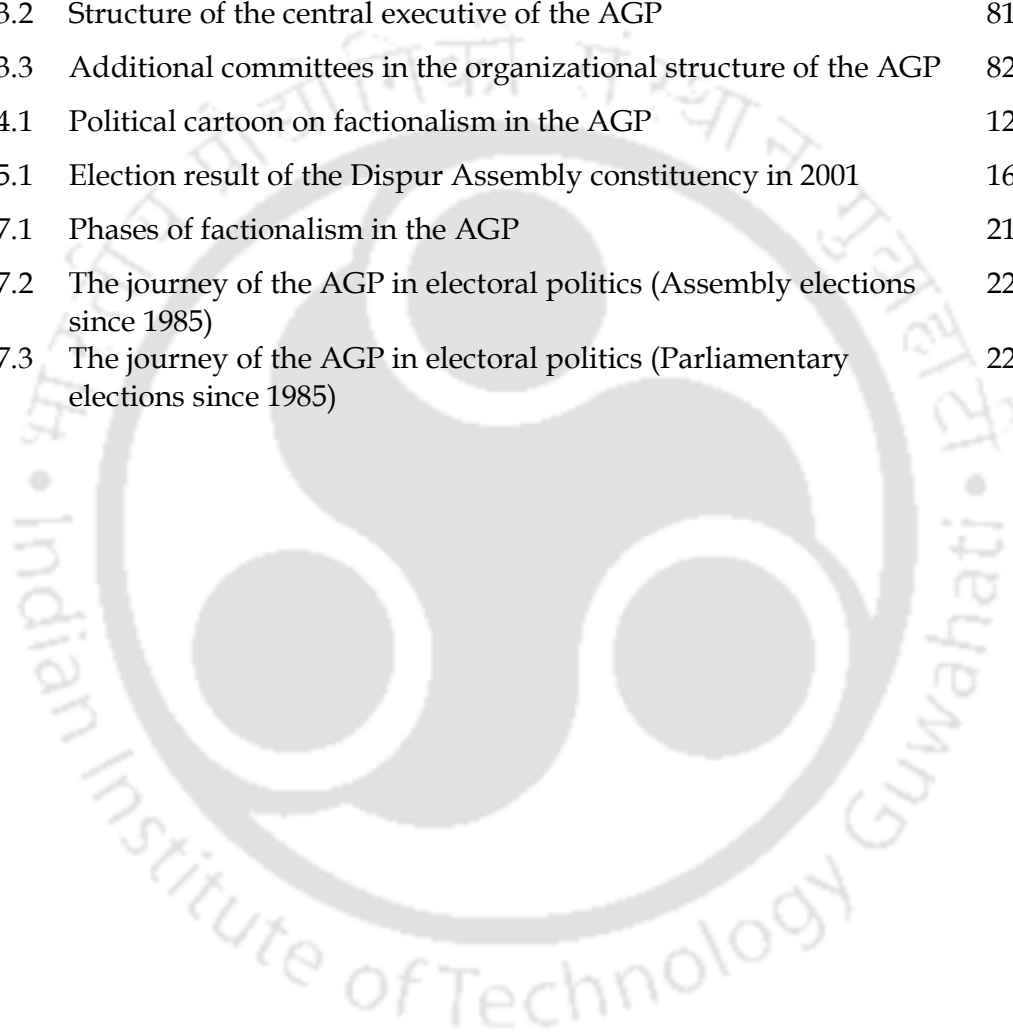 3.2 Structure of the central executive of the AGP 81
3.3 Additional committees in the organizational structure of the AGP 82
4.1 Political cartoon on factionalism in the AGP 12
5.1 Election result of the Dispur Assembly constituency in 2001 16
7.1 Phases of factionalism in the AGP 21
7.2 The journey of the AGP in electoral politics (Assembly elections 22
since 1985)
7.3 The journey of the AGP in electoral politics (Parliamentary 22
elections since 1985)
भारतीय प्रौद्योगिकी संस्थान गुवाहाटी
• Indian Institute of Technology Guwahati •